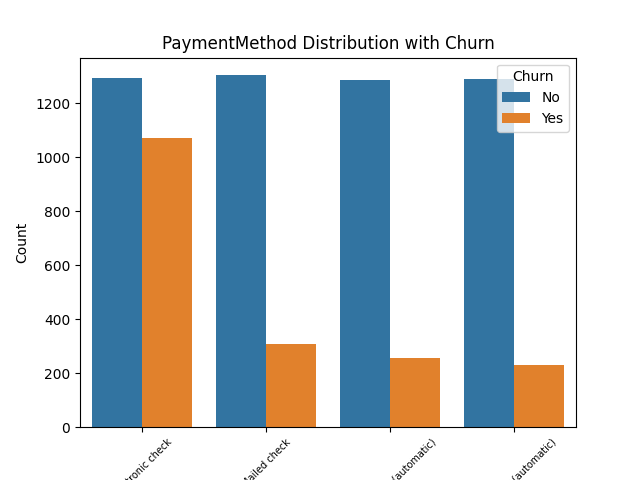 PaymentMethod Distribution with Churn
Churn
No
Yes
Count
1200
1000
800
600
400
200
0
tronic check
ailed check
(automatic)
(automatic)